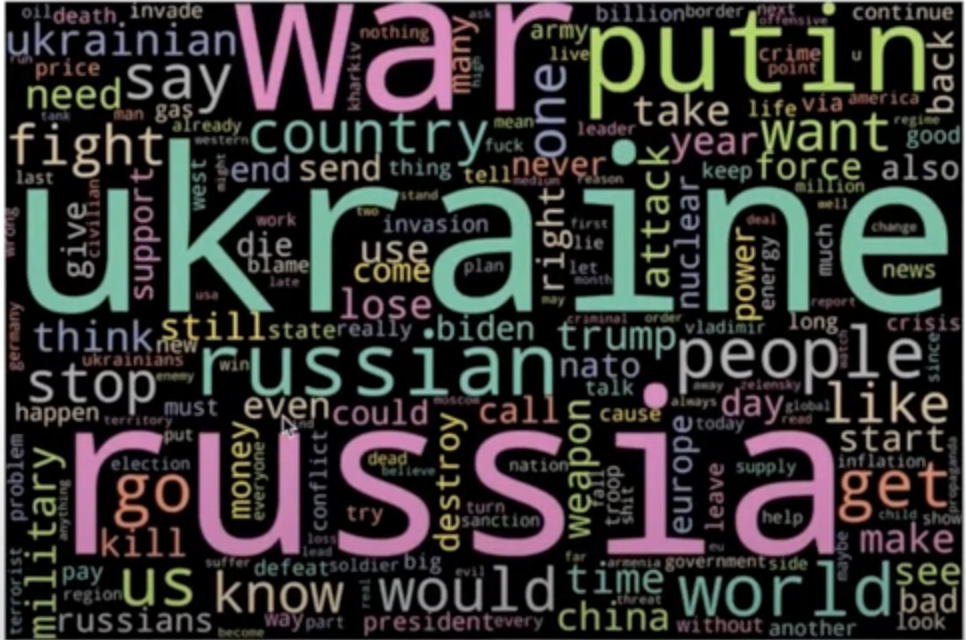 oil death invade war billion border next ask continue
offensive
ukrainian nothing many army putin crime u back
run live point
price say kharkiv high
need one
tank man gas take life via america
already country mean leader year want regime
fight western fuck good
last west might end send thing tell never medium reason attack keep force also
million
ukraine
wrong give civilian support stand right well
work two invasion first nuclear deal change
die use lie power energy much
blame come plan let news
late month
usa lose may report
germany criminal order
think still state really biden trump vladimir long crisis
new
ukrainians win russian nato people match since
stop enemy talk away zelensky
happen must even moscow always day global like
territory could call cause today read
put weapon start
problem russia
election money everyone conflict dead destroy nation europe supply inflation propaganda
military anything go believe fall troop shit leave get
try turn help child show
kill loss sanction eu make
lead far armenia maybe
suffer defeat soldier big government side
terrorist pay us evil time world see
region know real would threat bad
russians way part president every china without another look
become